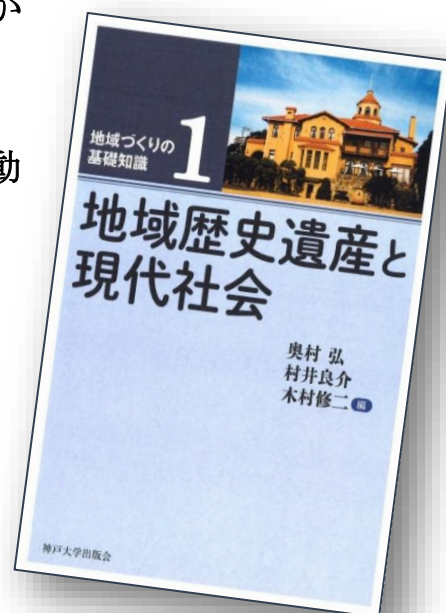 か
動
地域づくりの
基礎知識
1
地域歴史遺産と
現代社会
奥村 弘
村井良介
木村修二 編
神戸大学出版会